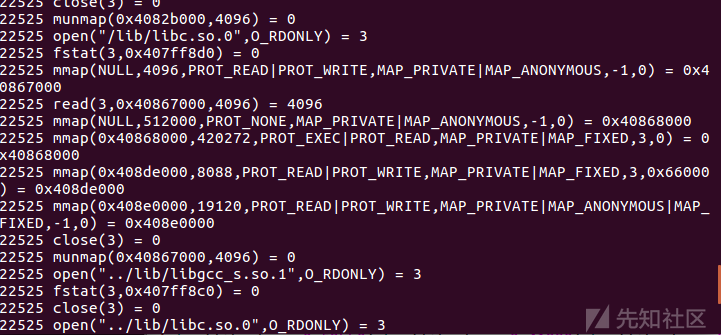 22525 close(3) = 0
22525 munmap(0x4082b000,4096) = 0
22525 open("/lib/libc.so.0",O_RDONLY) = 3
22525 fstat(3,0x407ff8d0) = 0
22525 mmap(NULL,4096,PROT_READ|PROT_WRITE,MAP_PRIVATE|MAP_ANONYMOUS,-1,0) = 0x4
0867000
22525 read(3,0x40867000,4096) = 4096
22525 mmap(NULL,512000,PROT_NONE,MAP_PRIVATE|MAP_ANONYMOUS,-1,0) = 0x40868000
22525 mmap(0x40868000,420272,PROT_EXEC|PROT_READ,MAP_PRIVATE|MAP_FIXED,3,0) = 0
x40868000
22525 mmap(0x408de000,8088,PROT_READ|PROT_WRITE,MAP_PRIVATE|MAP_FIXED,3,0x66000
) = 0x408de000
22525 mmap(0x408e0000,19120,PROT_READ|PROT_WRITE,MAP_PRIVATE|MAP_ANONYMOUS|MAP_
FIXED,-1,0) = 0x408e0000
22525 close(3) = 0
22525 munmap(0x40867000,4096) = 0
22525 open("../lib/libgcc_s.so.1",O_RDONLY) = 3
22525 fstat(3,0x407ff8c0) = 0
22525 close(3) = 0
22525 open("../lib/libc.so.0",O_RDONLY) = 3
先知社区